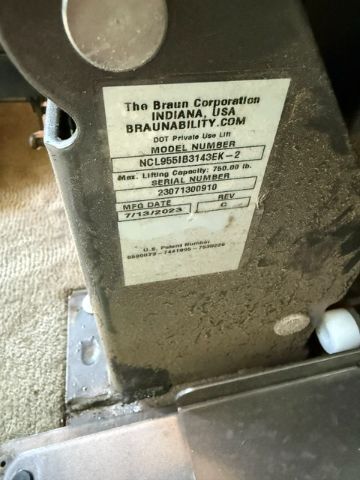 The Braun Corporation
INDIANA, USA
BRAUNABILITY.COM
DOT Private Use Lift
MODEL NUMBER
NCL955IB3143EK-2
Max. Lifting Capacity: 750.00 lb.
SERIAL NUMBER
23071300910
MFG DATE REV
7/13/2023 C
U.S. Patent Number